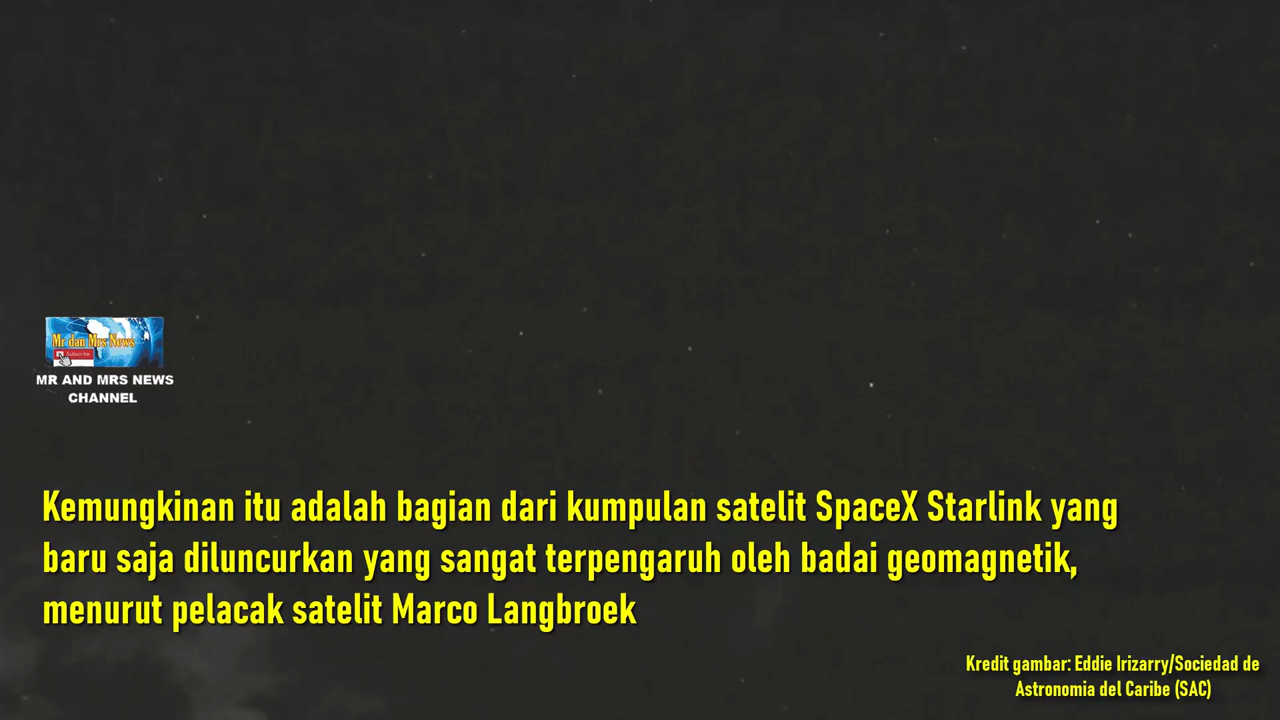 Mr dan Mrs News
Subscribe
MR AND MRS NEWS
CHANNEL
Kemungkinan itu adalah bagian dari kumpulan satelit SpaceX Starlink yang
baru saja diluncurkan yang sangat terpengaruh oleh badai geomagnetik,
menurut pelacak satelit Marco Langbroek
Kredit gambar: Eddie Irizarry/Sociedad de
Astronomia del Caribe (SAC)